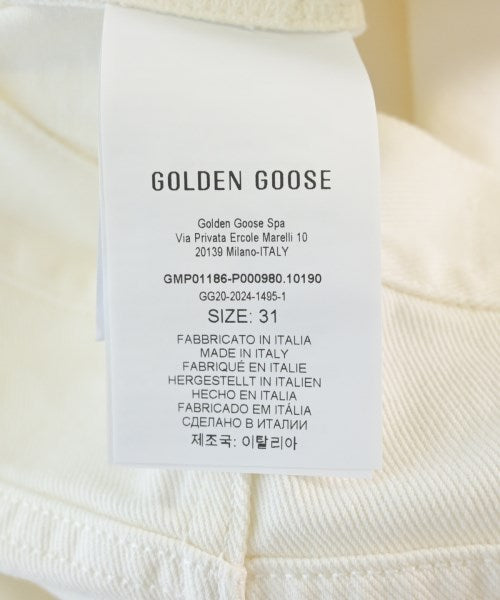 GOLDEN GOOSE
Golden Goose Spa
Via Privata Ercole Marelli 10
20139 Milano-ITALY
GMP01186-P000980.10190
GG20-2024-1495-1
SIZE: 31
FABBRICATO IN ITALIA
MADE IN ITALY
FABRIQUÉ EN ITALIE
HERGESTELLT IN ITALIEN
HECHO EN ITALIA
FABRICADO EM ITÁLIA
СДЕЛАНО В ИТАЛИИ
제조국: 이탈리아